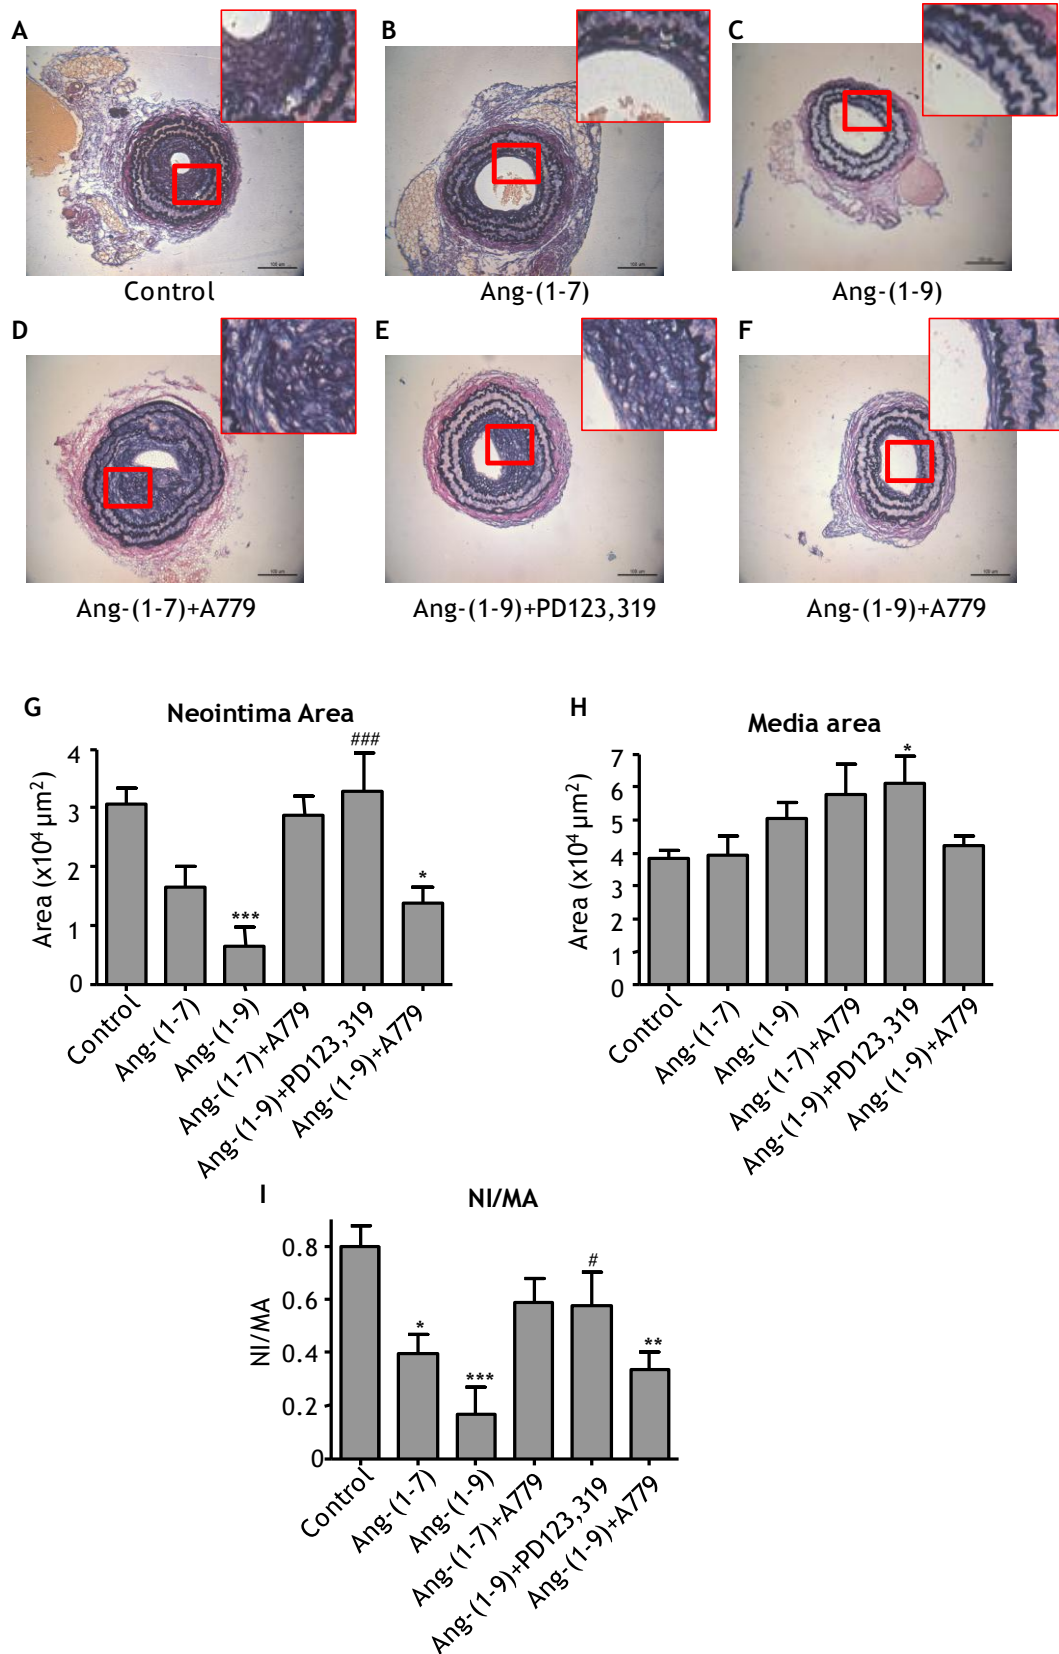 A
B
C
Control
Ang-(1-7)
Ang-(1-9)
D
E
F
Ang-(1-7)+A779
Ang-(1-9)+PD123,319
Ang-(1-9)+A779
G
Neointima Area
Area (x10⁴ µm²)
4
3
2
1
0
***
###
*
Control
Ang-(1-7)
Ang-(1-9)
Ang-(1-7)+A779
Ang-(1-9)+PD123,319
Ang-(1-9)+A779
H
Media area
Area (x10⁴ µm²)
7
6
5
4
3
2
1
0
*
Control
Ang-(1-7)
Ang-(1-9)
Ang-(1-7)+A779
Ang-(1-9)+PD123,319
Ang-(1-9)+A779
I
NI/MA
NI/MA
0.8
0.6
0.4
0.2
0
*
***
#
**
Control
Ang-(1-7)
Ang-(1-9)
Ang-(1-7)+A779
Ang-(1-9)+PD123,319
Ang-(1-9)+A779